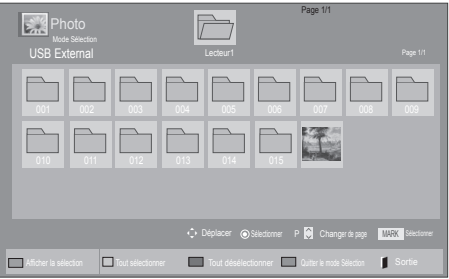 Page 1/1
Photo
Mode Sélection
USB External
Lecteur1
Page 1/1
001 002 003 004 005 006 007 008 009
010 011 012 013 014 015
Déplacer Sélectionner P Changer de page MARK Sélectionner
Afficher la sélection Tout sélectionner Tout désélectionner Quitter le mode Sélection Sortie